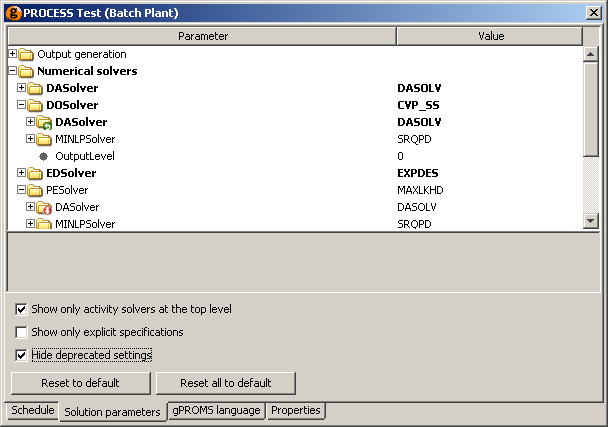 PROCESS Test (Batch Plant)
Parameter Value
Output generation
Numerical solvers
DASolver DASOLV
DOSolver CVP_SS
DASolver DASOLV
MINLPSolver SRQPD
OutputLevel 0
EDSolver EXPDES
PESolver MAXLKHD
DASolver DASOLV
MINLPSolver SRQPD
Show only activity solvers at the top level
Show only explicit specifications
Hide deprecated settings
Reset to default Reset all to default
Schedule Solution parameters gPROMS language Properties